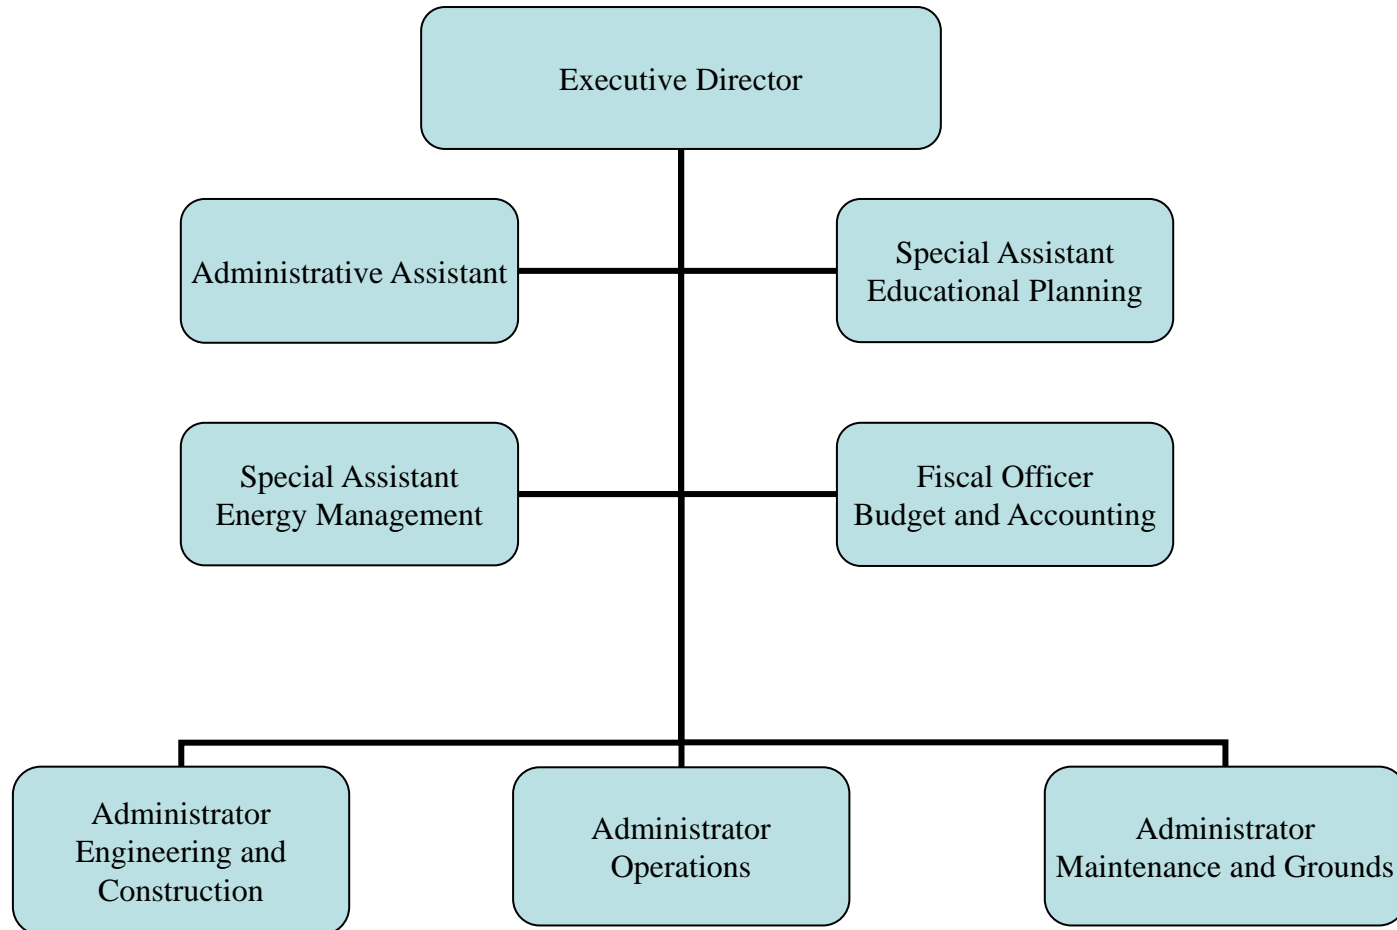 Executive Director
Administrative Assistant
Special Assistant
Educational Planning
Special Assistant
Energy Management
Fiscal Officer
Budget and Accounting
Administrator
Engineering and
Construction
Administrator
Operations
Administrator
Maintenance and Grounds